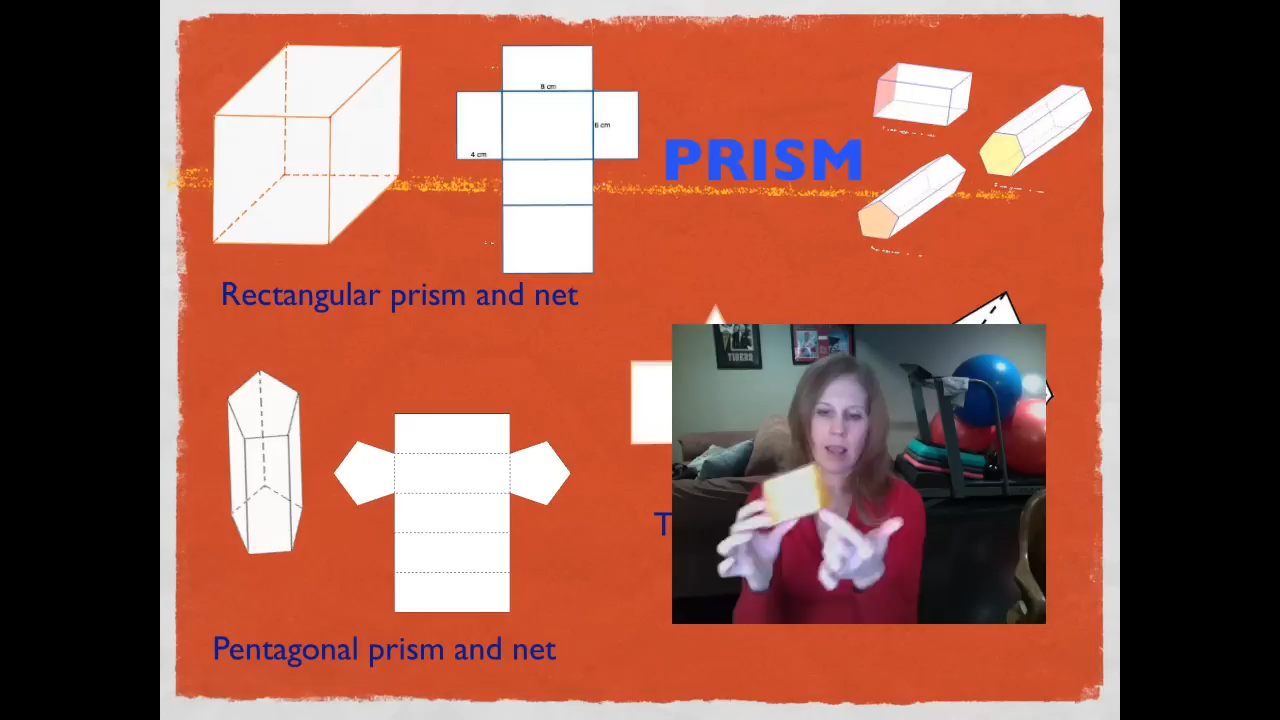 8 cm
6 cm
4 cm
PRISM
Rectangular prism and net
TIGERS
T
Pentagonal prism and net